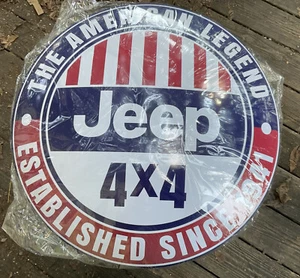 THE AMERICAN LEGEND
Jeep
4x4
ESTABLISHED SINCE 1941